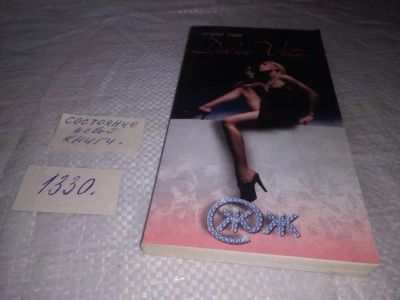 Dolce Vita
состояние
новой
книги.
1330.
ЖЖ